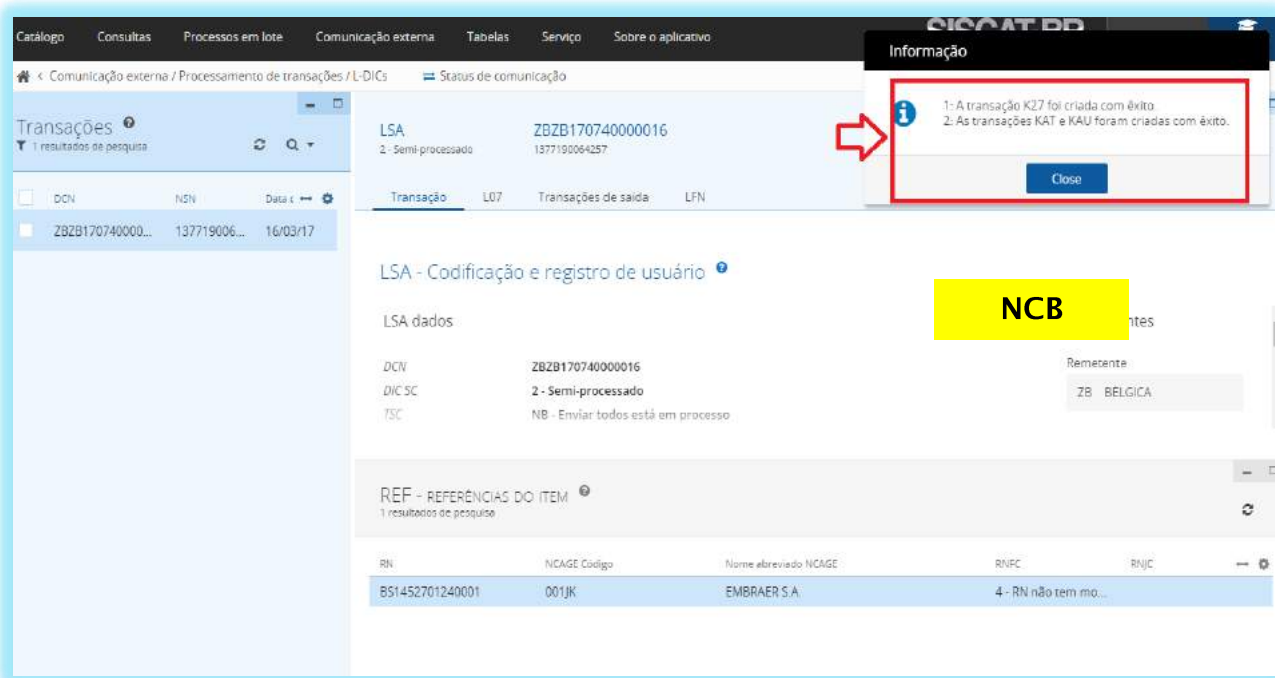 Catálogo Consultas Processos em lote Comunicação externa Tabelas Serviço Sobre o aplicativo
< Comunicação externa / Processamento de transações / L-DICs Status de comunicação
Informação
1: A transação K27 foi criada com êxito.
2: As transações KAT e KAU foram criadas com êxito.
Close
Transações
1 resultados de pesquisa
DCN NSN
ZBZB170740000... 137719006... 16/03/17
LSA ZBZB170740000016
2 - Semi-processado 1377190064257
Transação L07 Transações de saída LFN
LSA - Codificação e registro de usuário
NCB
LSA dados
DCN ZBZB170740000016
DIC SC 2 - Semi-processado
TSC NB - Enviar todos está em processo
Remetente
ZB BÉLGICA
REF - REFERÊNCIAS DO ITEM
1 resultados de pesquisa
RN NCAGE Código Nome abreviado NCAGE RNFC RNJC
BS1452701240001 001JK EMBRAER S.A. 4 - RN não tem mo...